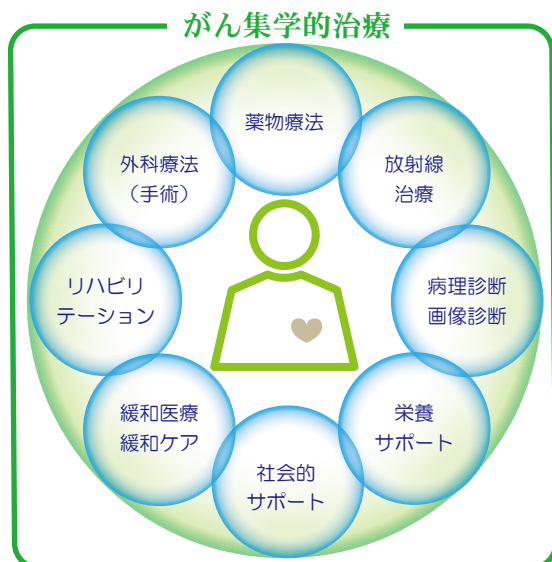 がん集学的治療
薬物療法
放射線
治療
病理診断
画像診断
栄養
サポート
社会的
サポート
緩和医療
緩和ケア
リハビリ
テーション
外科療法
（手術）